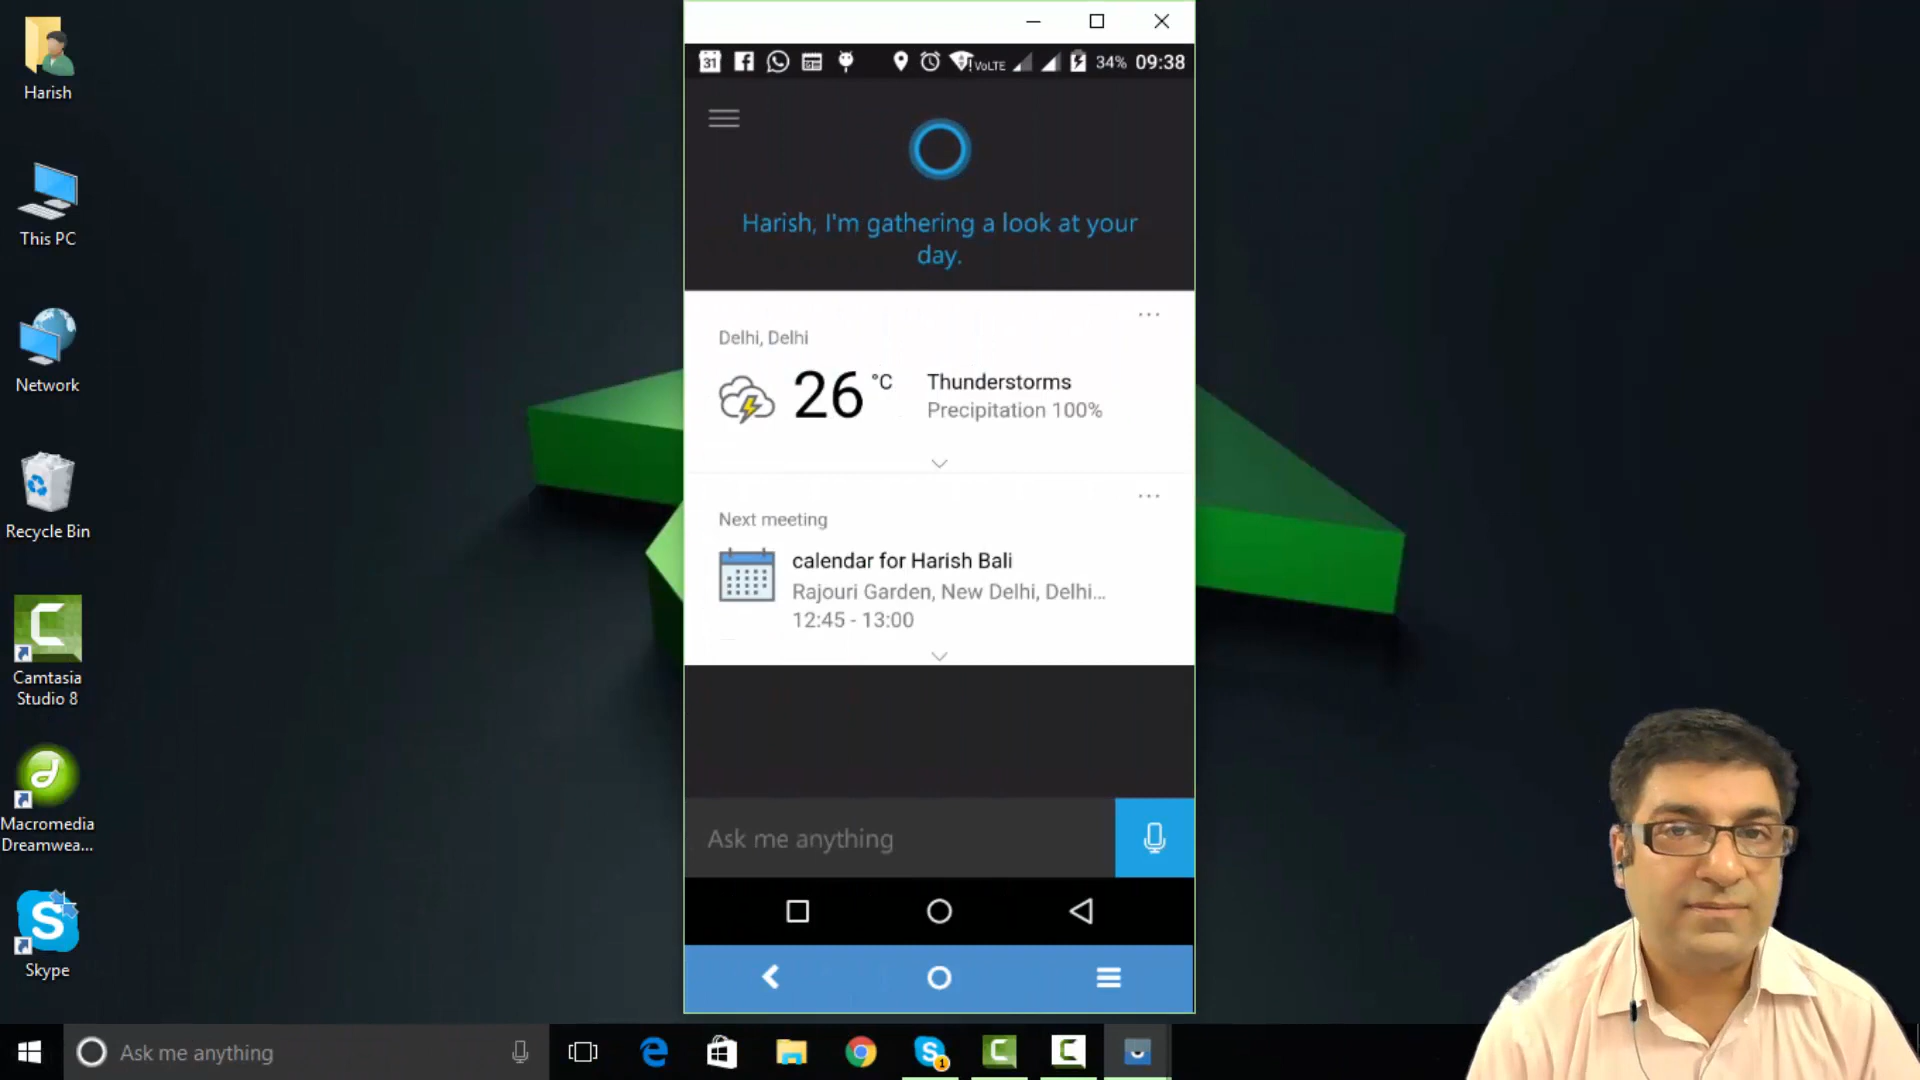 Harish
This PC
Network
Recycle Bin
Camtasia
Studio 8
Macromedia
Dreamwea...
Skype
31 VoLTE 34% 09:38
Harish, I'm gathering a look at your
day.
Delhi, Delhi
26 °C
Thunderstorms
Precipitation 100%
Next meeting
calendar for Harish Bali
Rajouri Garden, New Delhi, Delhi...
12:45 - 13:00
Ask me anything
Ask me anything
1